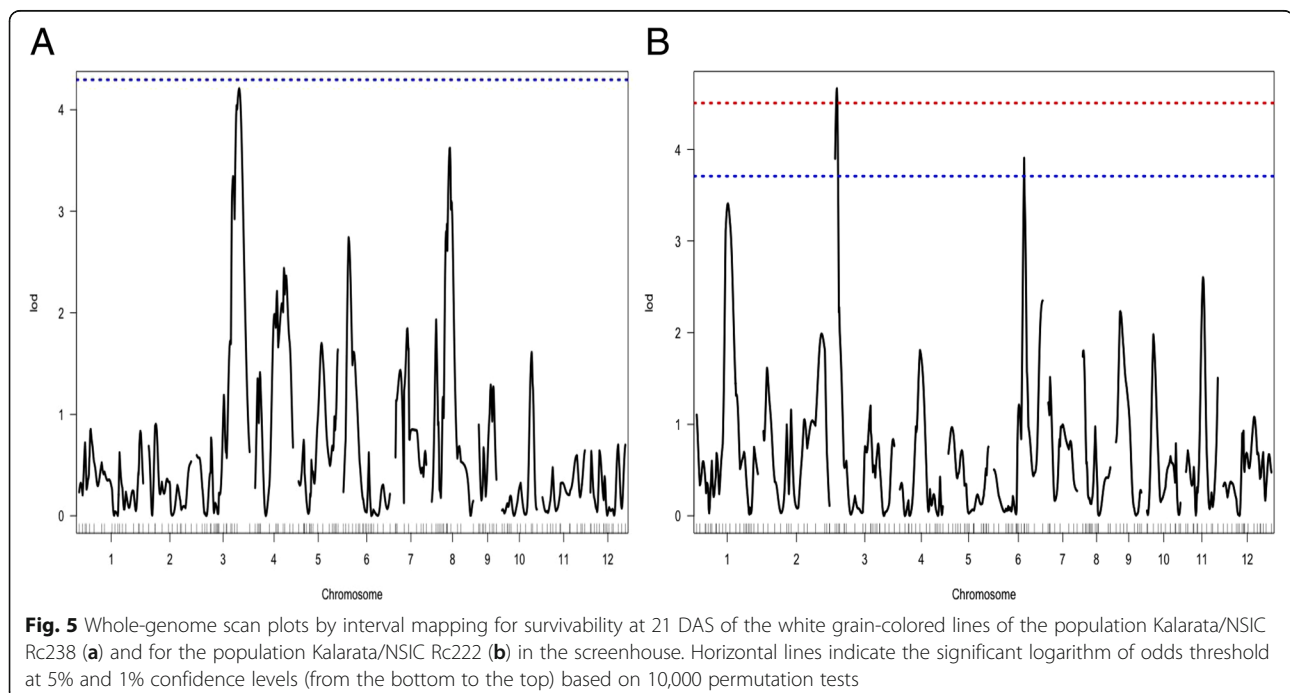 A
B
4
3
2
1
0
lod
1 2 3 4 5 6 7 8 9 10 11 12
Chromosome
4
3
2
1
0
lod
1 2 3 4 5 6 7 8 9 10 11 12
Chromosome
Fig. 5 Whole-genome scan plots by interval mapping for survivability at 21 DAS of the white grain-colored lines of the population Kalarata/NSIC
Rc238 (a) and for the population Kalarata/NSIC Rc222 (b) in the screenhouse. Horizontal lines indicate the significant logarithm of odds threshold
at 5% and 1% confidence levels (from the bottom to the top) based on 10,000 permutation tests